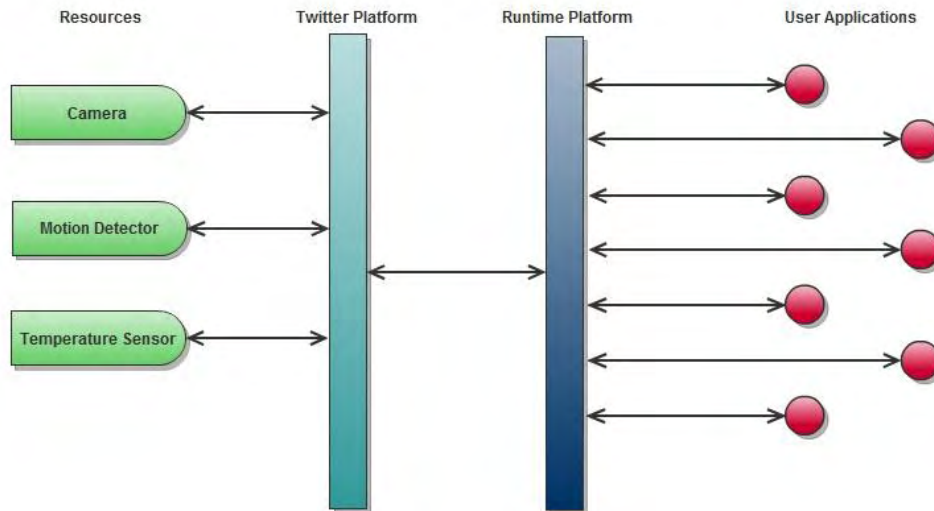 Resources
Twitter Platform
Runtime Platform
User Applications
Camera
Motion Detector
Temperature Sensor